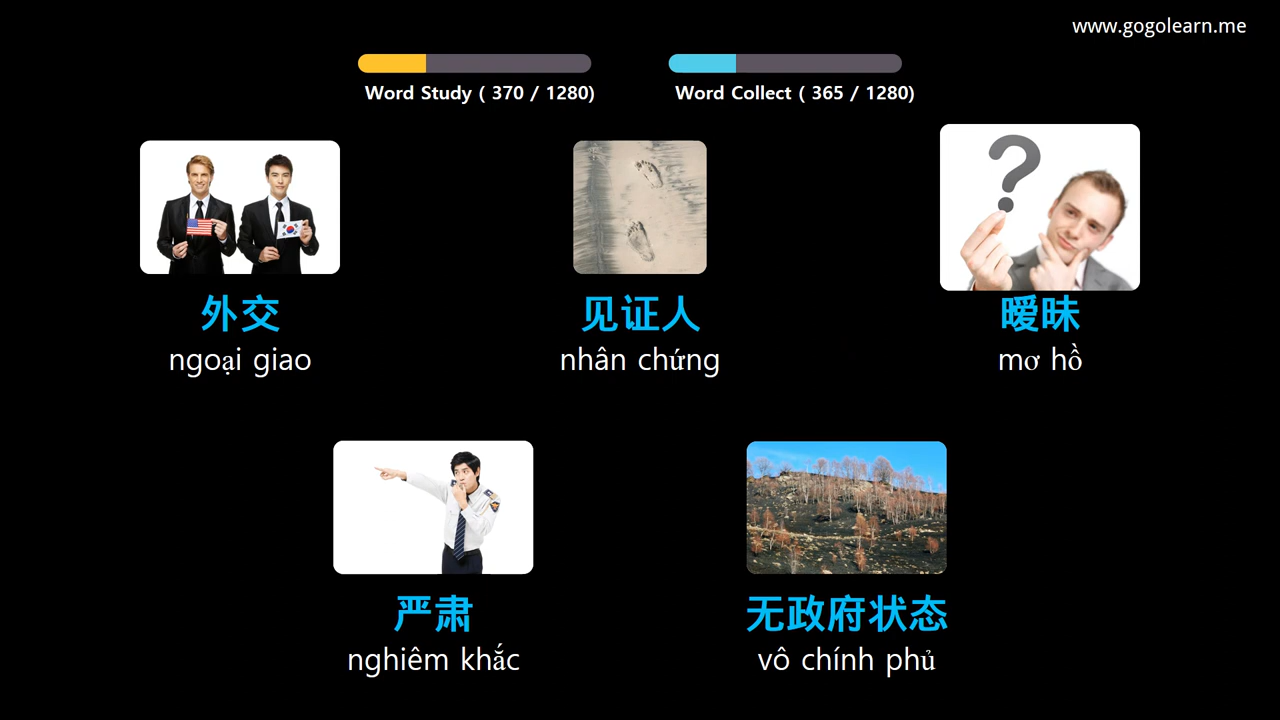 www.gogolearn.me
Word Study ( 370 / 1280)
Word Collect ( 365 / 1280)
外交
ngoại giao
见证人
nhân chứng
暧昧
mơ hồ
严肃
nghiêm khắc
无政府状态
vô chính phủ